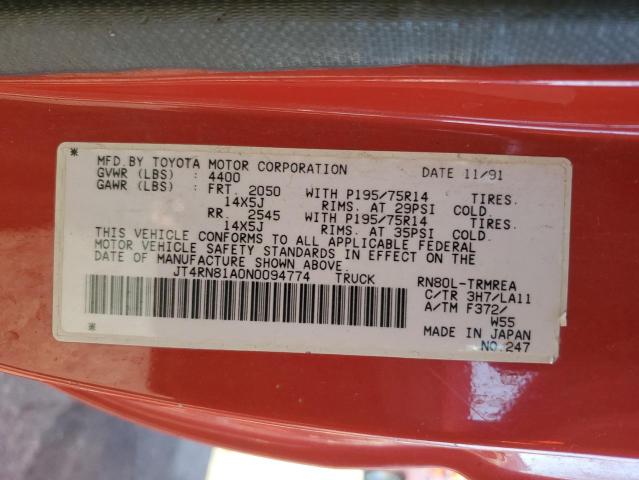 MFD.BY TOYOTA MOTOR CORPORATION DATE 11/91
GVWR (LBS) : 4400
GAWR (LBS) : FRT. 2050 WITH P195/75R14 TIRES.
14X5J RIMS. AT 29PSI COLD.
RR. 2545 WITH P195/75R14 TIRES.
14X5J RIMS. AT 35PSI COLD.
THIS VEHICLE CONFORMS TO ALL APPLICABLE FEDERAL
MOTOR VEHICLE SAFETY STANDARDS IN EFFECT ON THE
DATE OF MANUFACTURE SHOWN ABOVE.
JT4RN81A0N0094774 TRUCK RN80L-TRMREA
C/TR 3H7/LA11
A/TM F372/
W55
MADE IN JAPAN
NO.247